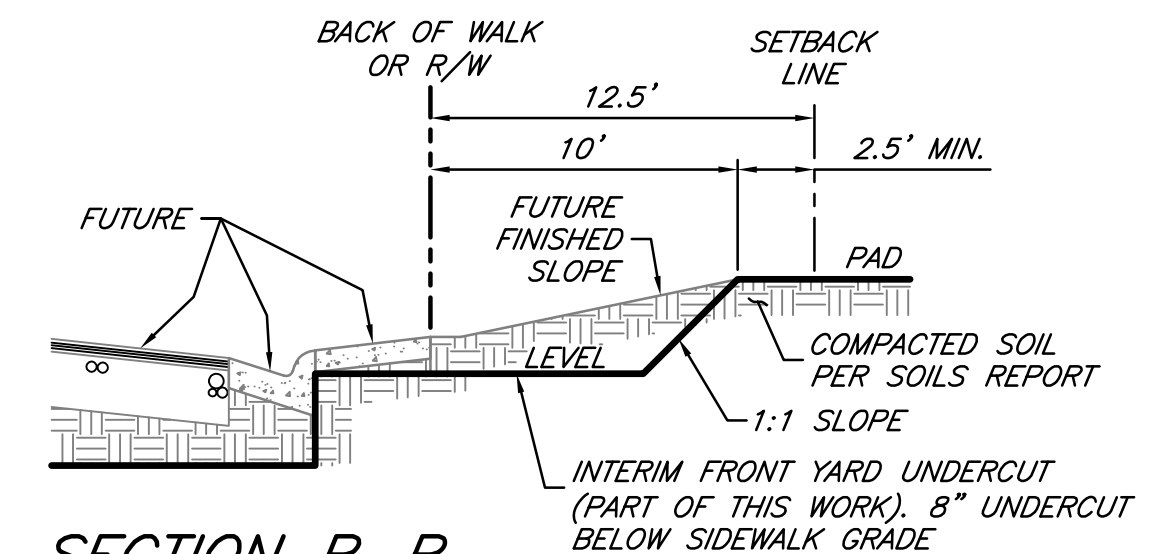 BACK OF WALK
OR R/W
SETBACK
LINE
12.5'
10'
2.5' MIN.
FUTURE
FUTURE
FINISHED
SLOPE
PAD
LEVEL
COMPACTED SOIL
PER SOILS REPORT
1:1 SLOPE
INTERIM FRONT YARD UNDERCUT
(PART OF THIS WORK). 8" UNDERCUT
BELOW SIDEWALK GRADE
SECTION B-B